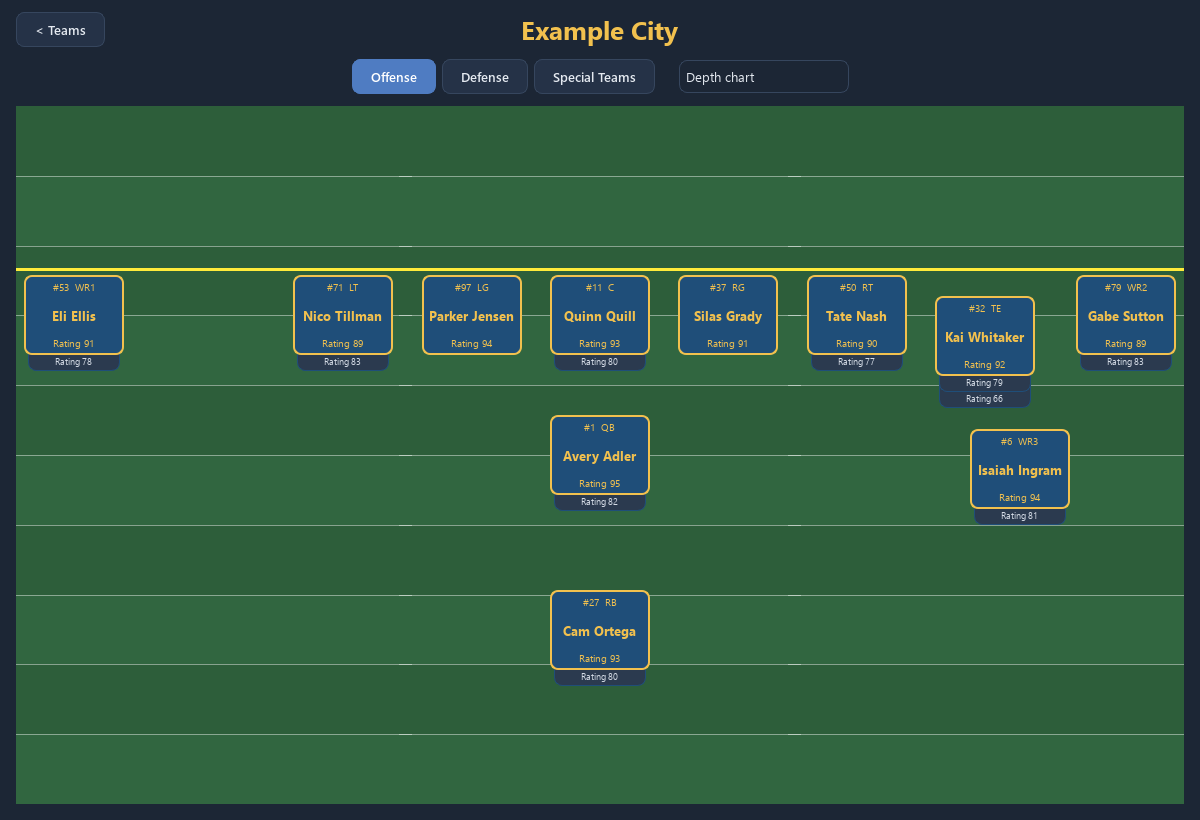 < Teams
Example City
Offense
Defense
Special Teams
Depth chart
#53 WR1
Eli Ellis
Rating 91
Rating 78
#71 LT
Nico Tillman
Rating 89
Rating 83
#97 LG
Parker Jensen
Rating 94
#11 C
Quinn Quill
Rating 93
Rating 80
#37 RG
Silas Grady
Rating 91
#50 RT
Tate Nash
Rating 90
Rating 77
#32 TE
Kai Whitaker
Rating 92
Rating 79
Rating 66
#79 WR2
Gabe Sutton
Rating 89
Rating 83
#1 QB
Avery Adler
Rating 95
Rating 82
#6 WR3
Isaiah Ingram
Rating 94
Rating 81
#27 RB
Cam Ortega
Rating 93
Rating 80